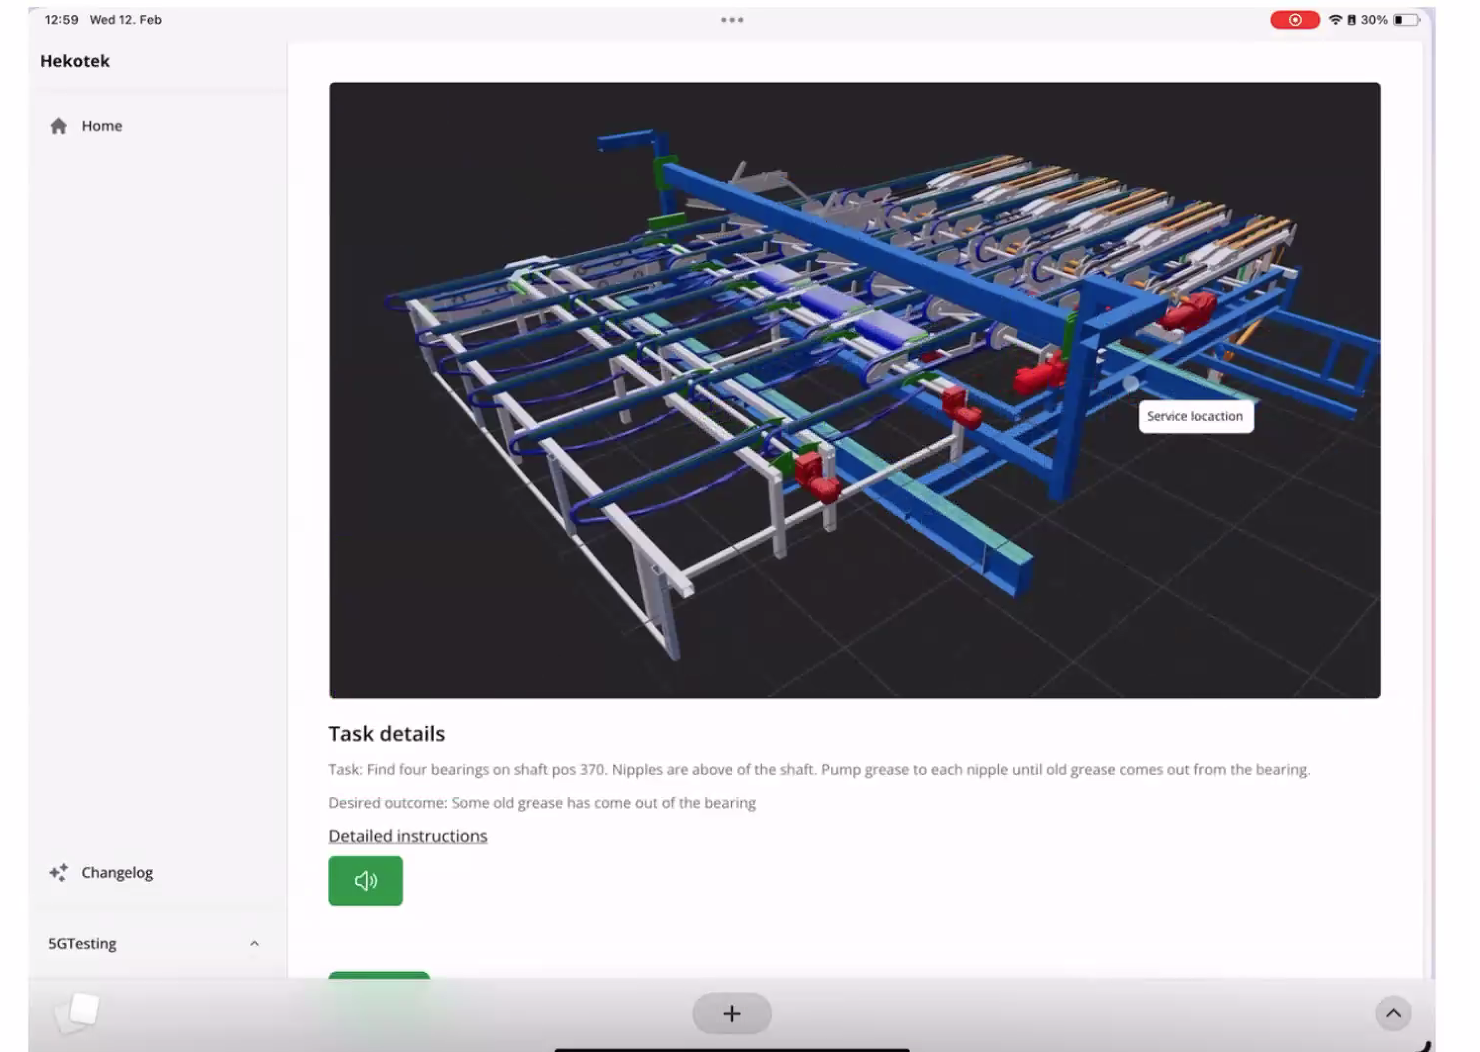 12:59 Wed 12. Feb
30%
Hekotek
Home
Service locaction
Task details
Task: Find four bearings on shaft pos 370. Nipples are above of the shaft. Pump grease to each nipple until old grease comes out from the bearing.
Desired outcome: Some old grease has come out of the bearing
Detailed instructions
Changelog
5GTesting